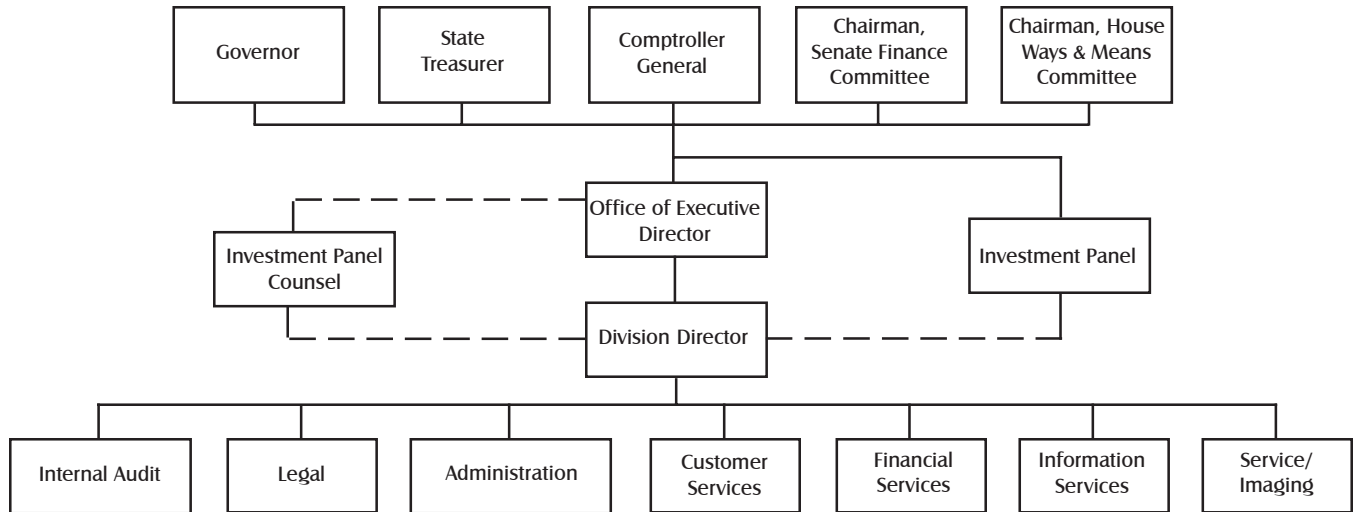 Governor
State
Treasurer
Comptroller
General
Chairman,
Senate Finance
Committee
Chairman, House
Ways & Means
Committee
Office of Executive
Director
Investment Panel
Counsel
Investment Panel
Division Director
Internal Audit
Legal
Administration
Customer
Services
Financial
Services
Information
Services
Service/
Imaging